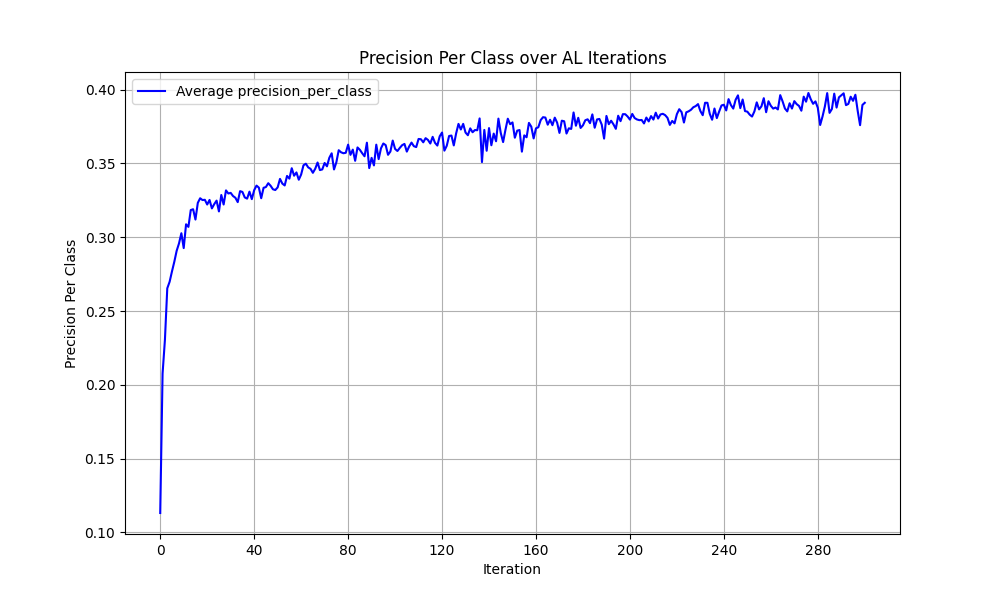 Precision Per Class over AL Iterations
Average precision_per_class
Precision Per Class
0.40
0.35
0.30
0.25
0.20
0.15
0.10
0 40 80 120 160 200 240 280
Iteration